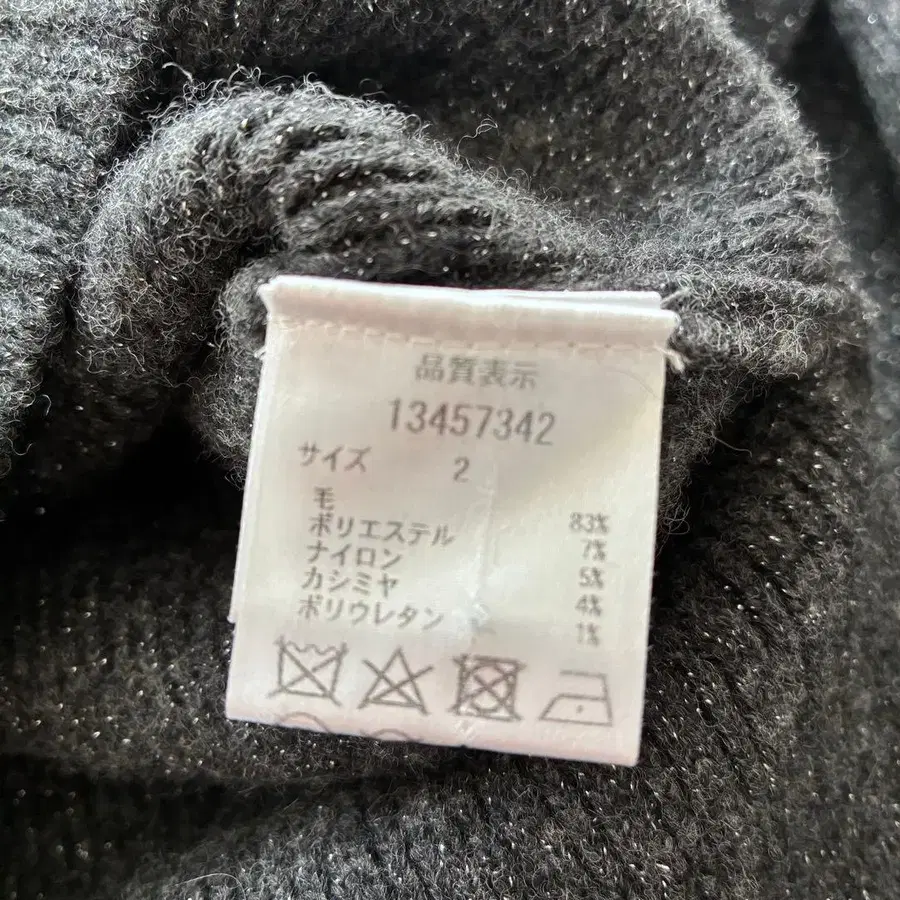 品質表示
13457342
サイズ 2
毛 83%
ポリエステル 7%
ナイロン 5%
カシミヤ 4%
ポリウレタン 1%